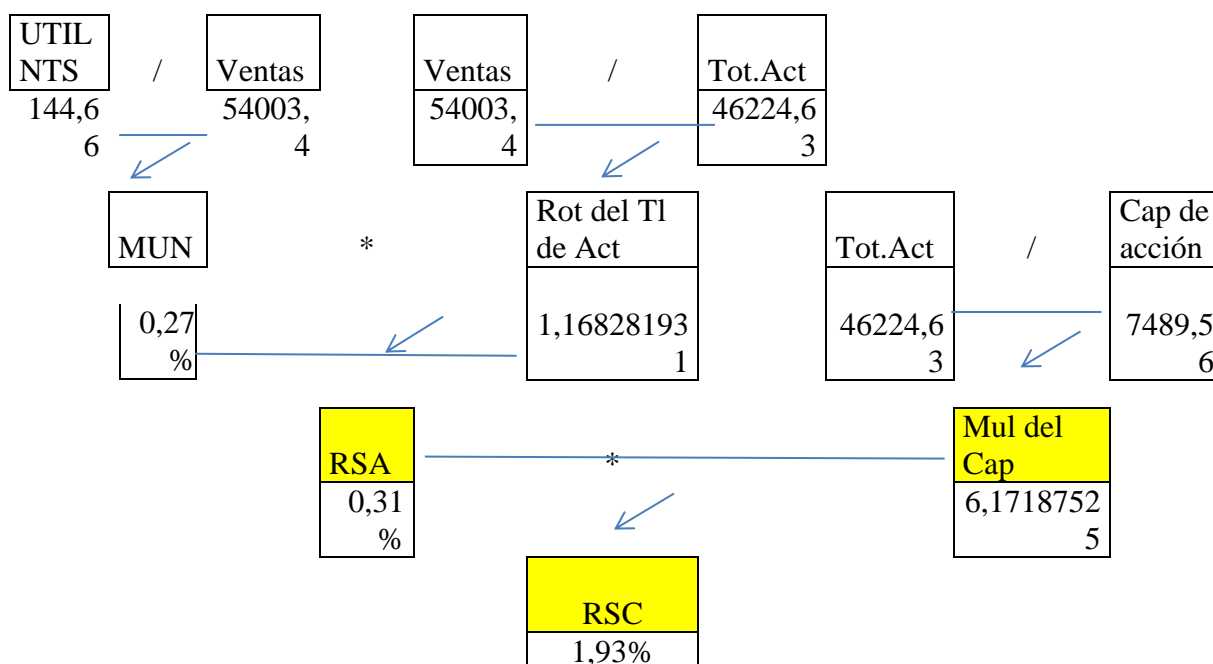 UTIL
NTS
/
Ventas
Ventas
/
Tot.Act
144,6
6
54003,
4
54003,
4
46224,6
3
MUN
*
Rot del Tl
de Act
Tot.Act
/
Cap de
acción
0,27
%
1,16828193
1
46224,6
3
7489,5
6
RSA
*
Mul del
Cap
0,31
%
6,1718752
5
RSC
1,93%